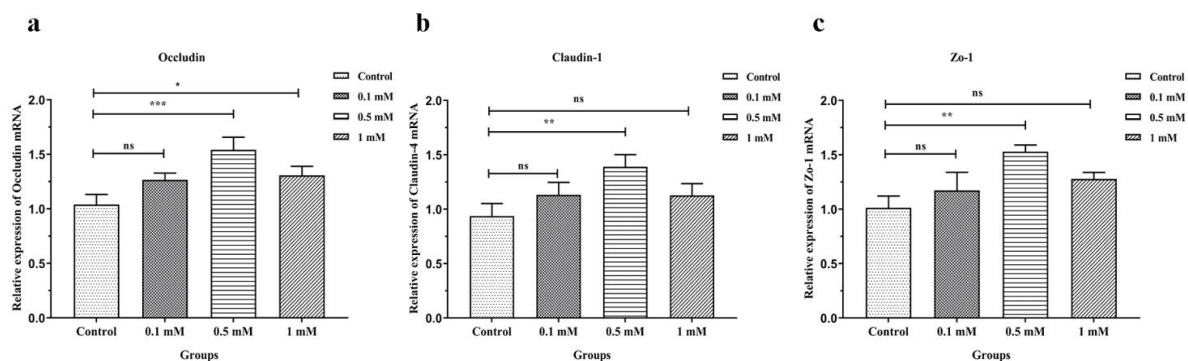 a
Occludin
Control
0.1 mM
0.5 mM
1 mM
Relative expression of Occludin mRNA
2.0
1.5
1.0
0.5
0.0
*
***
ns
Control
0.1 mM
0.5 mM
1 mM
Groups
b
Claudin-1
Control
0.1 mM
0.5 mM
1 mM
Relative expression of Claudin-4 mRNA
2.0
1.5
1.0
0.5
0.0
ns
**
ns
Control
0.1 mM
0.5 mM
1 mM
Groups
c
Zo-1
Control
0.1 mM
0.5 mM
1 mM
Relative expression of Zo-1 mRNA
2.0
1.5
1.0
0.5
0.0
ns
**
ns
Control
0.1 mM
0.5 mM
1 mM
Groups